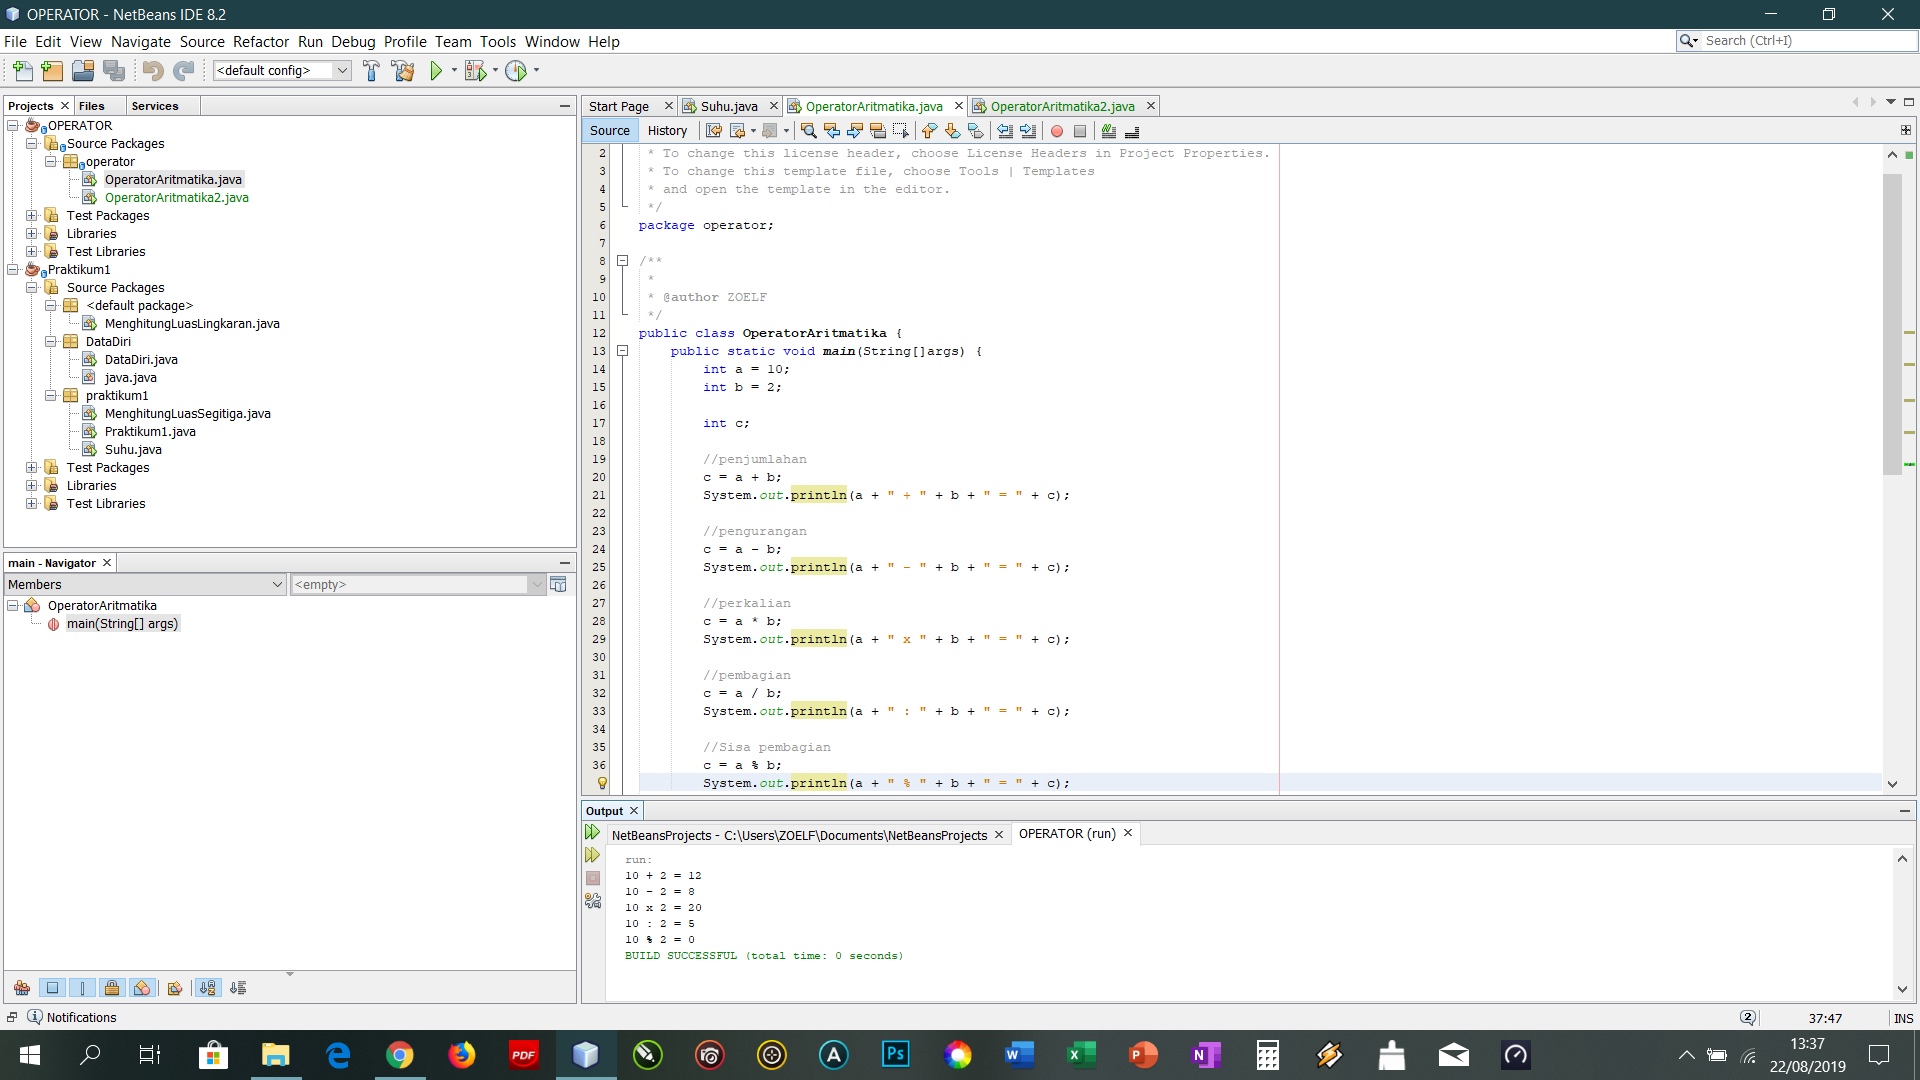 OPERATOR - NetBeans IDE 8.2
File Edit View Navigate Source Refactor Run Debug Profile Team Tools Window Help
Search (Ctrl+I)
<default config>
Projects Files Services
OPERATOR
Source Packages
operator
OperatorAritmatika.java
OperatorAritmatika2.java
Test Packages
Libraries
Test Libraries
Praktikum1
Source Packages
<default package>
MenghitungLuasLingkaran.java
DataDiri
DataDiri.java
java.java
praktikum1
MenghitungLuasSegitiga.java
Praktikum1.java
Suhu.java
Test Packages
Libraries
Test Libraries
main - Navigator
Members <empty>
OperatorAritmatika
main(String[] args)
Start Page Suhu.java OperatorAritmatika.java OperatorAritmatika2.java
Source History
2 * To change this license header, choose License Headers in Project Properties.
3 * To change this template file, choose Tools | Templates
4 * and open the template in the editor.
5 */
6 package operator;
7
8 /**
9 *
10 * @author ZOELF
11 */
12 public class OperatorAritmatika {
13 public static void main(String[]args) {
14 int a = 10;
15 int b = 2;
16
17 int c;
18
19 //penjumlahan
20 c = a + b;
21 System.out.println(a + " + " + b + " = " + c);
22
23 //pengurangan
24 c = a - b;
25 System.out.println(a + " - " + b + " = " + c);
26
27 //perkalian
28 c = a * b;
29 System.out.println(a + " x " + b + " = " + c);
30
31 //pembagian
32 c = a / b;
33 System.out.println(a + " : " + b + " = " + c);
34
35 //Sisa pembagian
36 c = a % b;
System.out.println(a + " % " + b + " = " + c);
Output
NetBeansProjects - C:\Users\ZOELF\Documents\NetBeansProjects OPERATOR (run)
run:
10 + 2 = 12
10 - 2 = 8
10 x 2 = 20
10 : 2 = 5
10 % 2 = 0
BUILD SUCCESSFUL (total time: 0 seconds)
Notifications
2
37:47 INS
PDF
Ps
13:37
22/08/2019